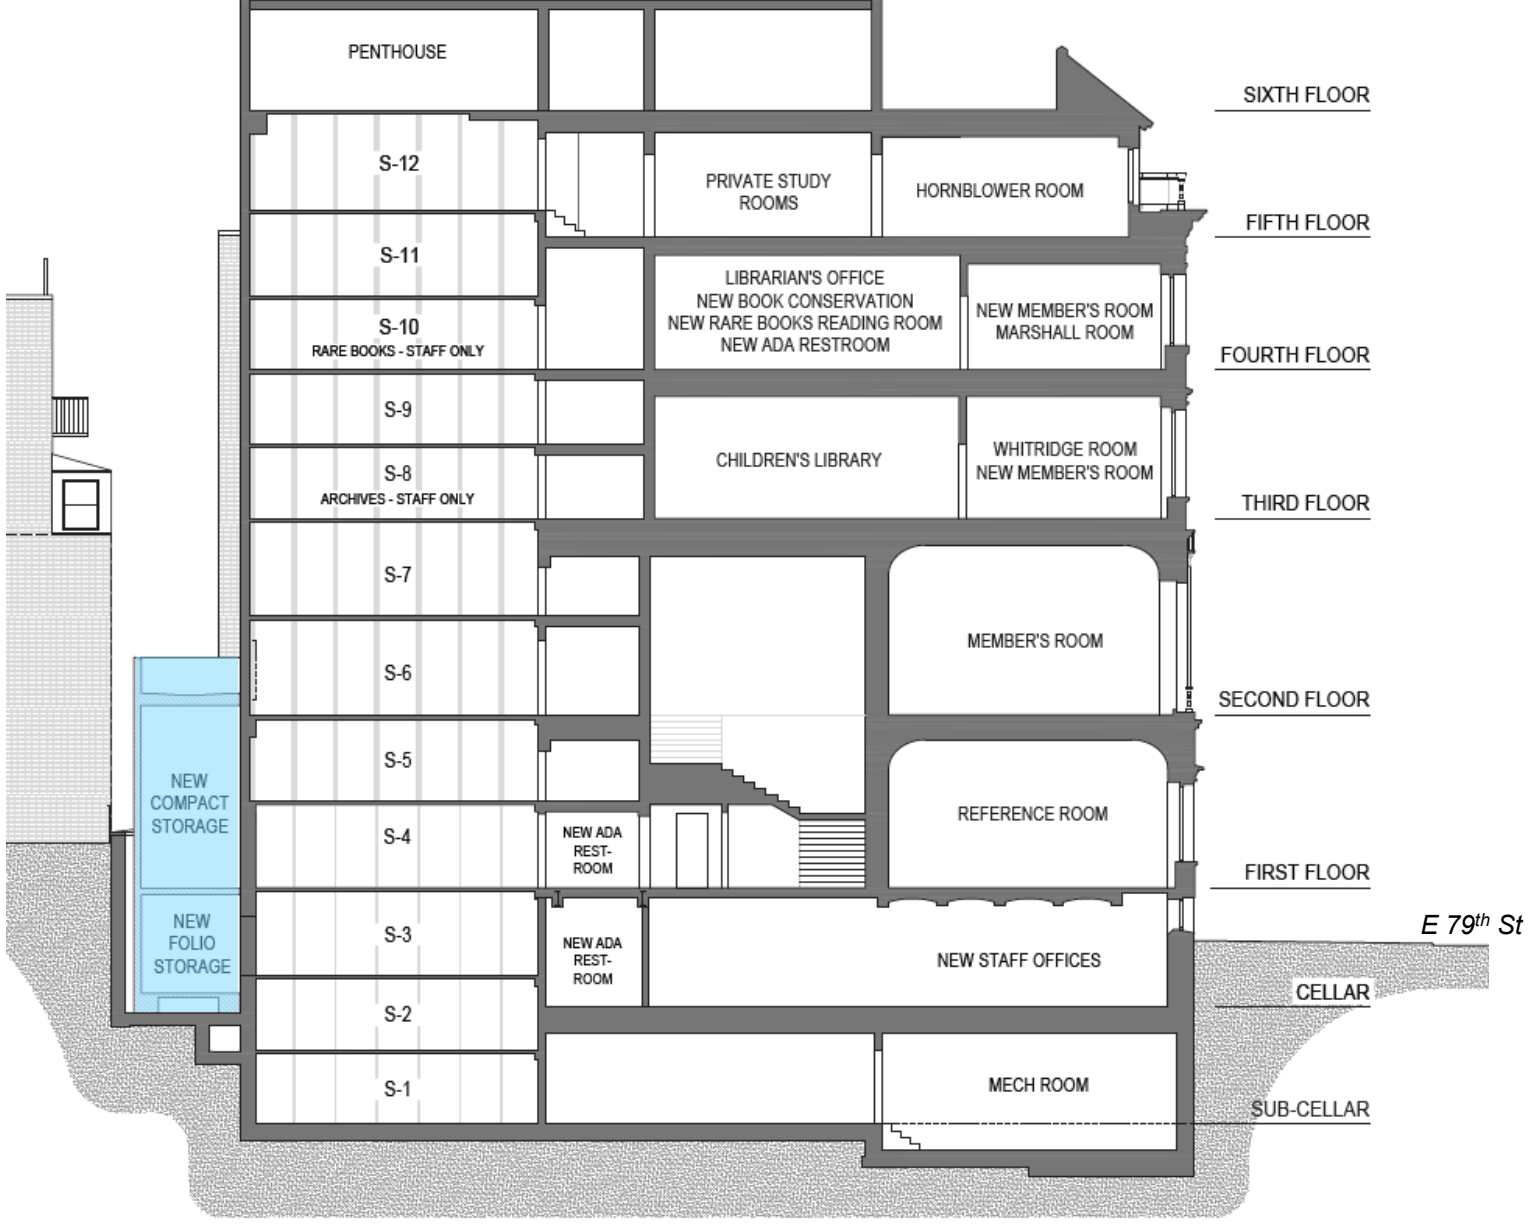 PENTHOUSE
SIXTH FLOOR
S-12
PRIVATE STUDY
ROOMS
HORNBLOWER ROOM
FIFTH FLOOR
S-11
LIBRARIAN'S OFFICE
NEW BOOK CONSERVATION
NEW RARE BOOKS READING ROOM
NEW ADA RESTROOM
NEW MEMBER'S ROOM
MARSHALL ROOM
S-10
RARE BOOKS - STAFF ONLY
FOURTH FLOOR
S-9
CHILDREN'S LIBRARY
WHITRIDGE ROOM
NEW MEMBER'S ROOM
S-8
ARCHIVES - STAFF ONLY
THIRD FLOOR
S-7
MEMBER'S ROOM
S-6
SECOND FLOOR
S-5
NEW
COMPACT
STORAGE
S-4
NEW ADA
REST-
ROOM
REFERENCE ROOM
FIRST FLOOR
E 79th St
NEW
FOLIO
STORAGE
S-3
NEW ADA
REST-
ROOM
NEW STAFF OFFICES
CELLAR
S-2
S-1
MECH ROOM
SUB-CELLAR